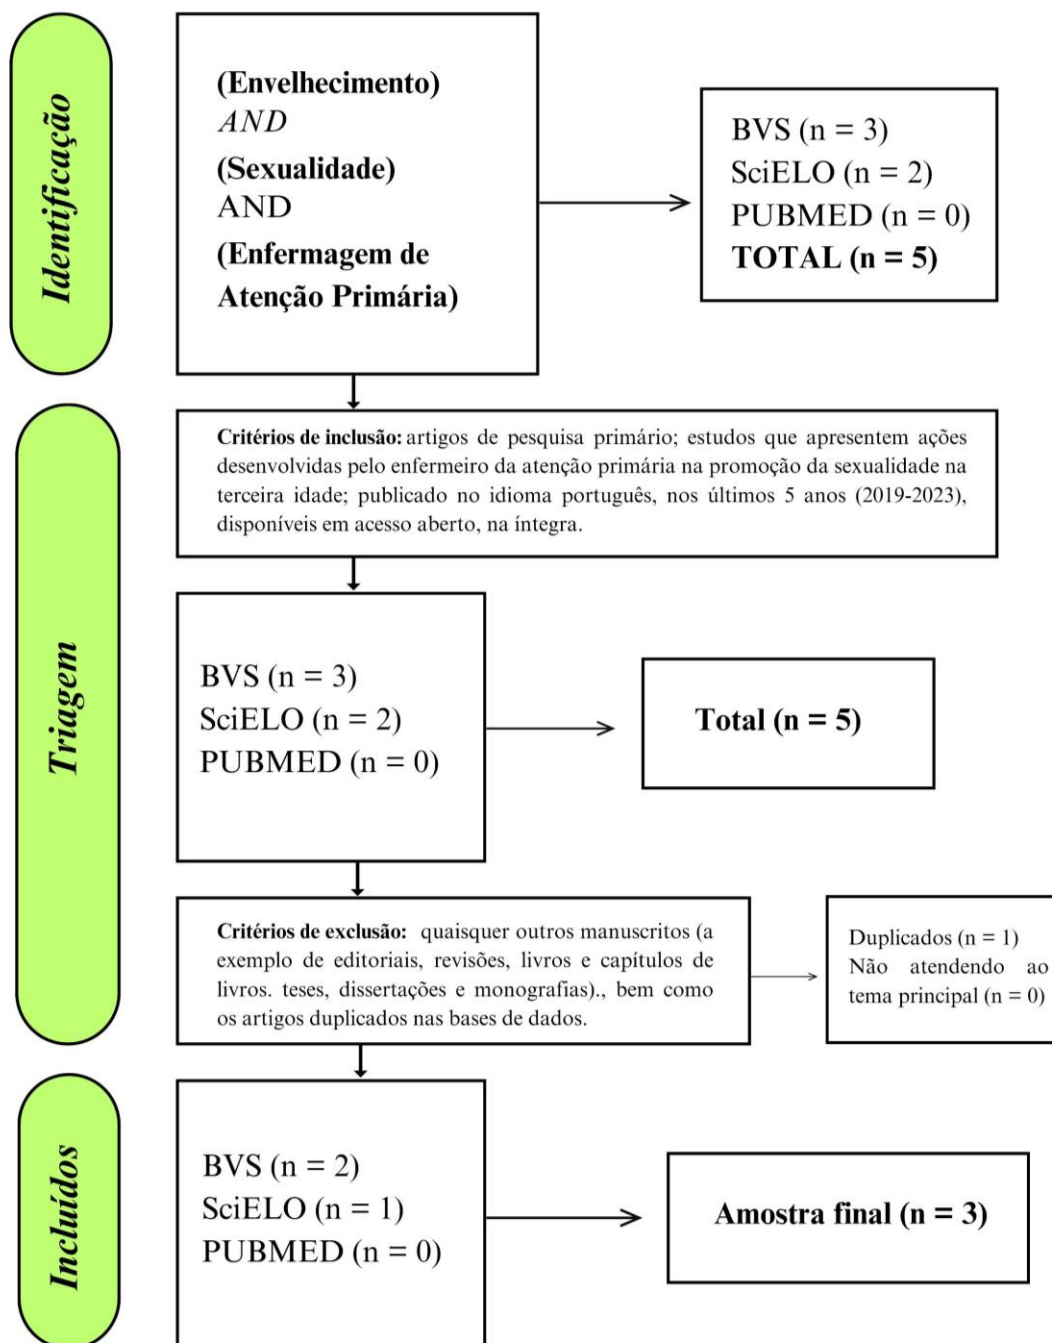 Identificação
(Envelhecimento)
AND
(Sexualidade)
AND
(Enfermagem de
Atenção Primária)
BVS (n = 3)
SciELO (n = 2)
PUBMED (n = 0)
TOTAL (n = 5)
Triagem
Critérios de inclusão: artigos de pesquisa primário; estudos que apresentem ações
desenvolvidas pelo enfermeiro da atenção primária na promoção da sexualidade na
terceira idade; publicado no idioma português, nos últimos 5 anos (2019-2023),
disponíveis em acesso aberto, na íntegra.
BVS (n = 3)
SciELO (n = 2)
PUBMED (n = 0)
Total (n = 5)
Critérios de exclusão: quaisquer outros manuscritos (a
exemplo de editoriais, revisões, livros e capítulos de
livros. teses, dissertações e monografias)., bem como
os artigos duplicados nas bases de dados.
Duplicados (n = 1)
Não atendendo ao
tema principal (n = 0)
Incluídos
BVS (n = 2)
SciELO (n = 1)
PUBMED (n = 0)
Amostra final (n = 3)